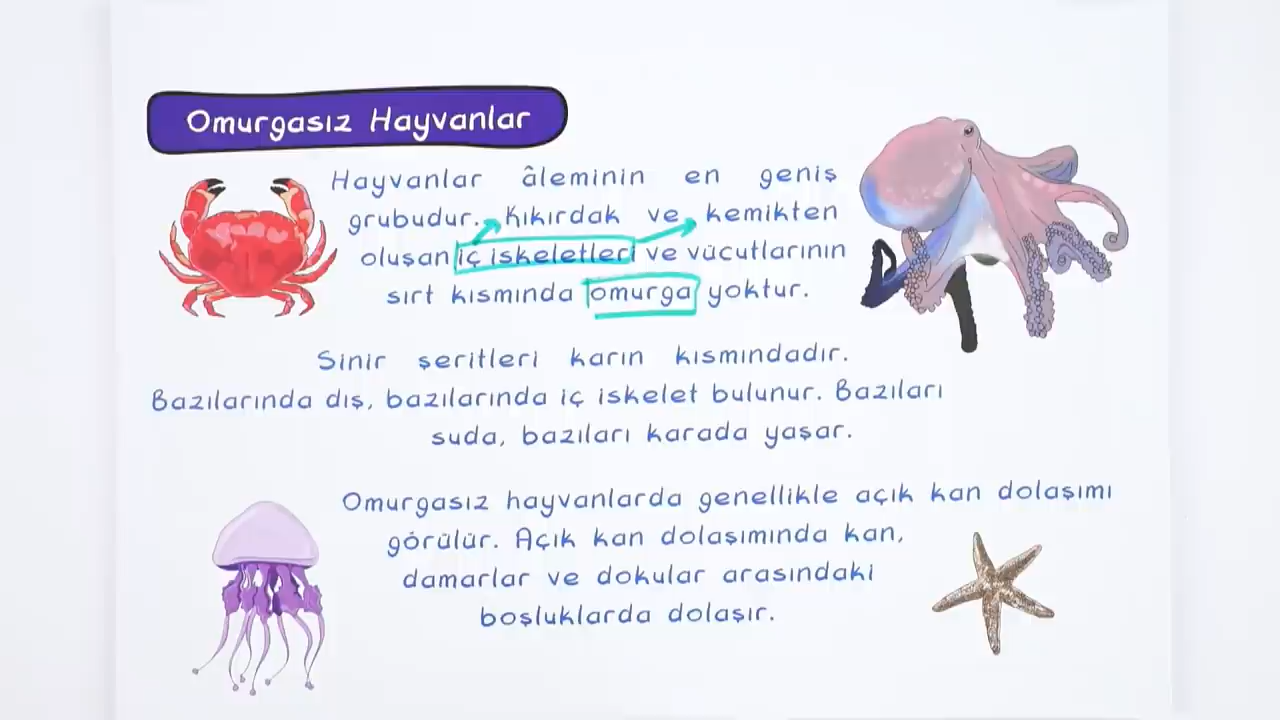 Omurgasız Hayvanlar
Hayvanlar âleminin en geniş
grubudur. Kıkırdak ve kemikten
oluşan iç iskeletleri ve vücutlarının
sırt kısmında omurga yoktur.
Sinir şeritleri karın kısmındadır.
Bazılarında dış, bazılarında iç iskelet bulunur. Bazıları
suda, bazıları karada yaşar.
Omurgasız hayvanlarda genellikle açık kan dolaşımı
görülür. Açık kan dolaşımında kan,
damarlar ve dokular arasındaki
boşluklarda dolaşır.